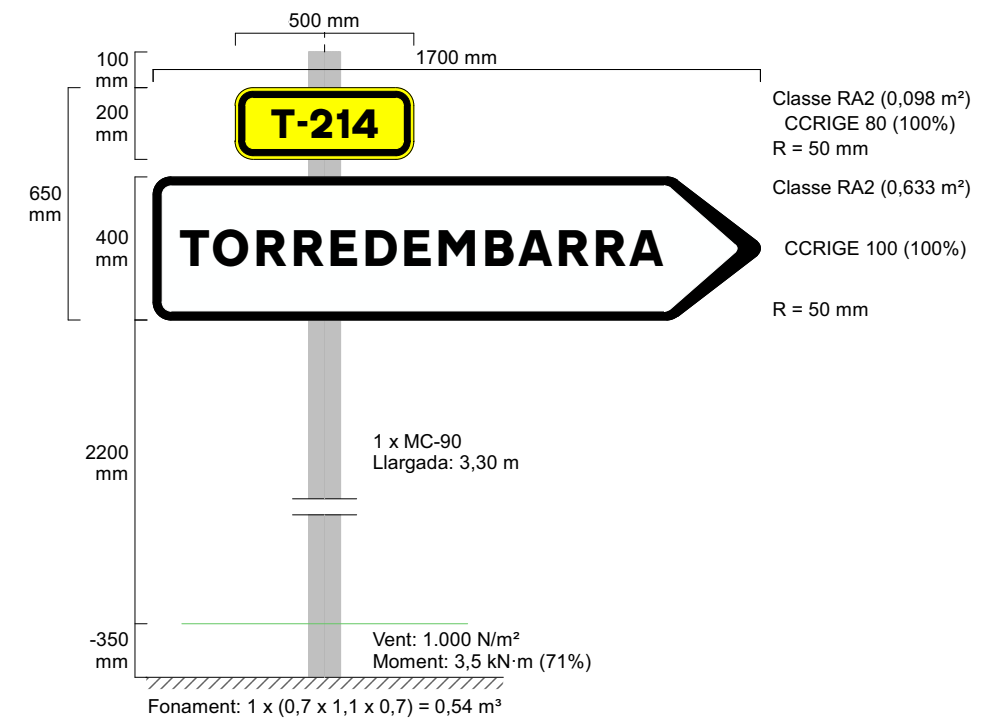 500 mm
1700 mm
100
mm
200
mm
T-214
Classe RA2 (0,098 m²)
CCRIGE 80 (100%)
R = 50 mm
650
mm
400
mm
TORREDEMBARRA
Classe RA2 (0,633 m²)
CCRIGE 100 (100%)
R = 50 mm
2200
mm
1 x MC-90
Llargada: 3,30 m
-350
mm
Vent: 1.000 N/m²
Moment: 3,5 kN·m (71%)
Fonament: 1 x (0,7 x 1,1 x 0,7) = 0,54 m³